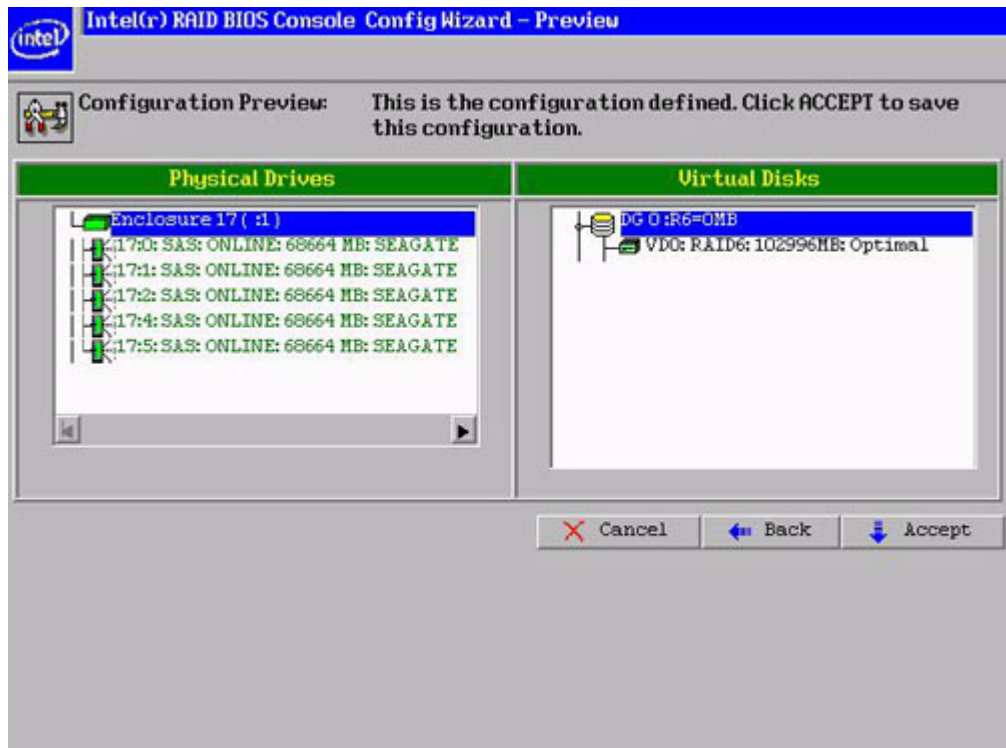 intel
Intel(r) RAID BIOS Console Config Wizard - Preview
Configuration Preview: This is the configuration defined. Click ACCEPT to save
this configuration.
Physical Drives
Enclosure 17 ( :1 )
17:0: SAS: ONLINE: 68664 MB: SEAGATE
17:1: SAS: ONLINE: 68664 MB: SEAGATE
17:2: SAS: ONLINE: 68664 MB: SEAGATE
17:4: SAS: ONLINE: 68664 MB: SEAGATE
17:5: SAS: ONLINE: 68664 MB: SEAGATE
Virtual Disks
DG 0 :R6=0MB
VD0: RAID6: 102996MB: Optimal
Cancel
Back
Accept